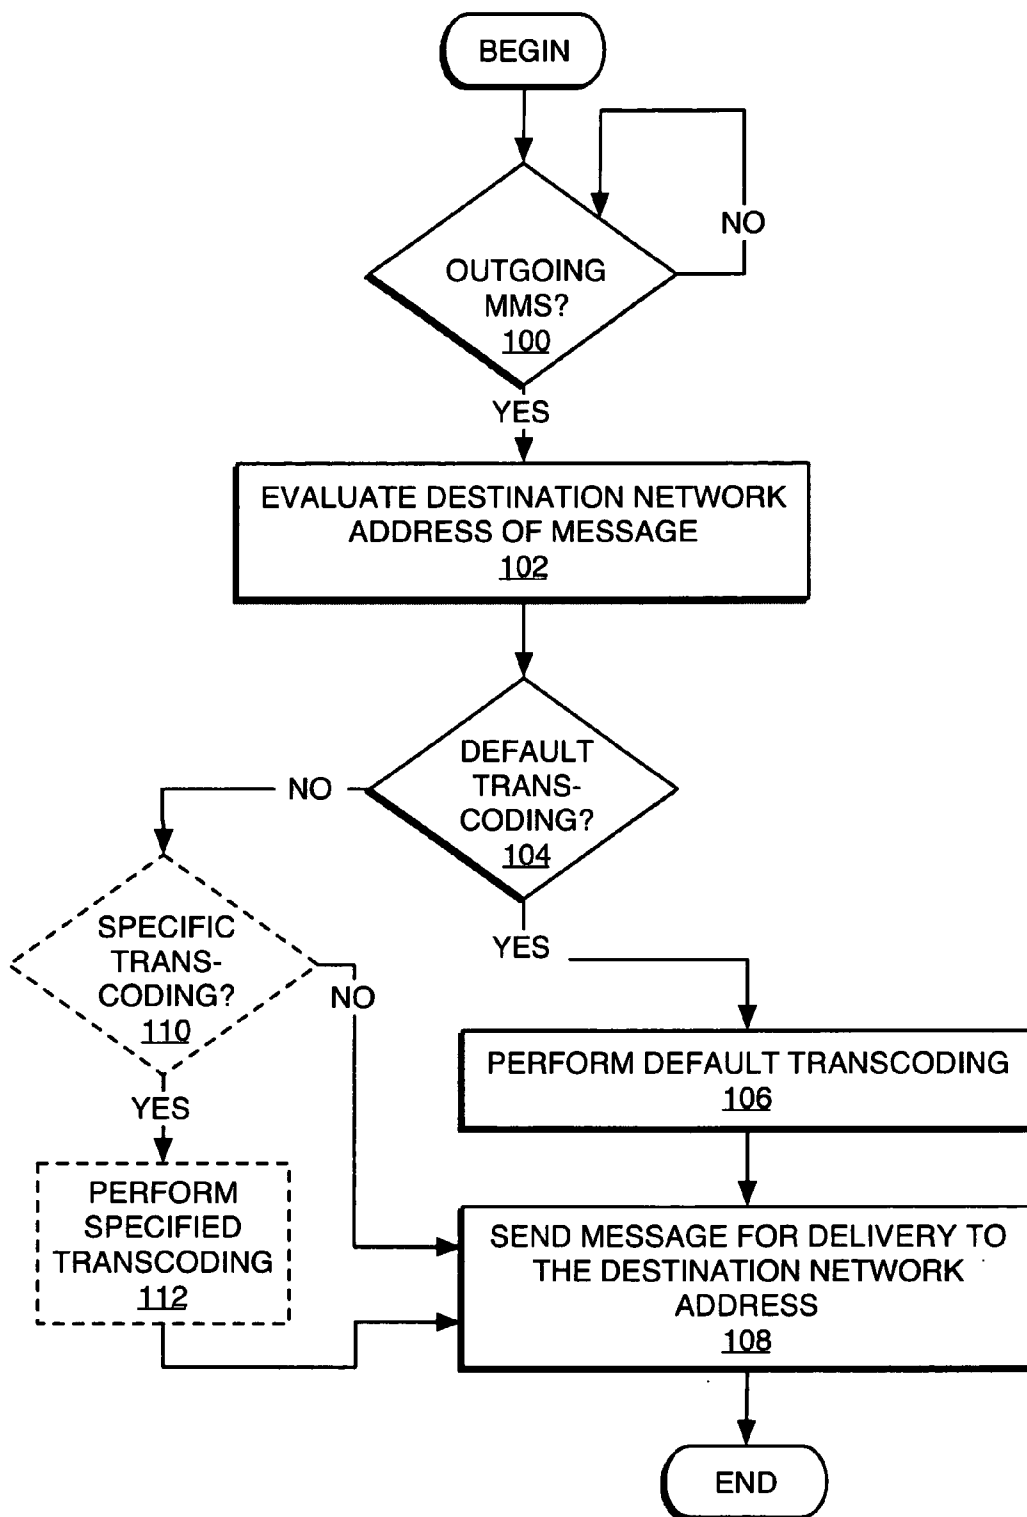 BEGIN
NO
OUTGOING
MMS?
100
YES
EVALUATE DESTINATION NETWORK
ADDRESS OF MESSAGE
102
DEFAULT
TRANS-
CODING?
104
NO
YES
SPECIFIC
TRANS-
CODING?
110
NO
YES
PERFORM DEFAULT TRANSCODING
106
PERFORM
SPECIFIED
TRANSCODING
112
SEND MESSAGE FOR DELIVERY TO
THE DESTINATION NETWORK
ADDRESS
108
END